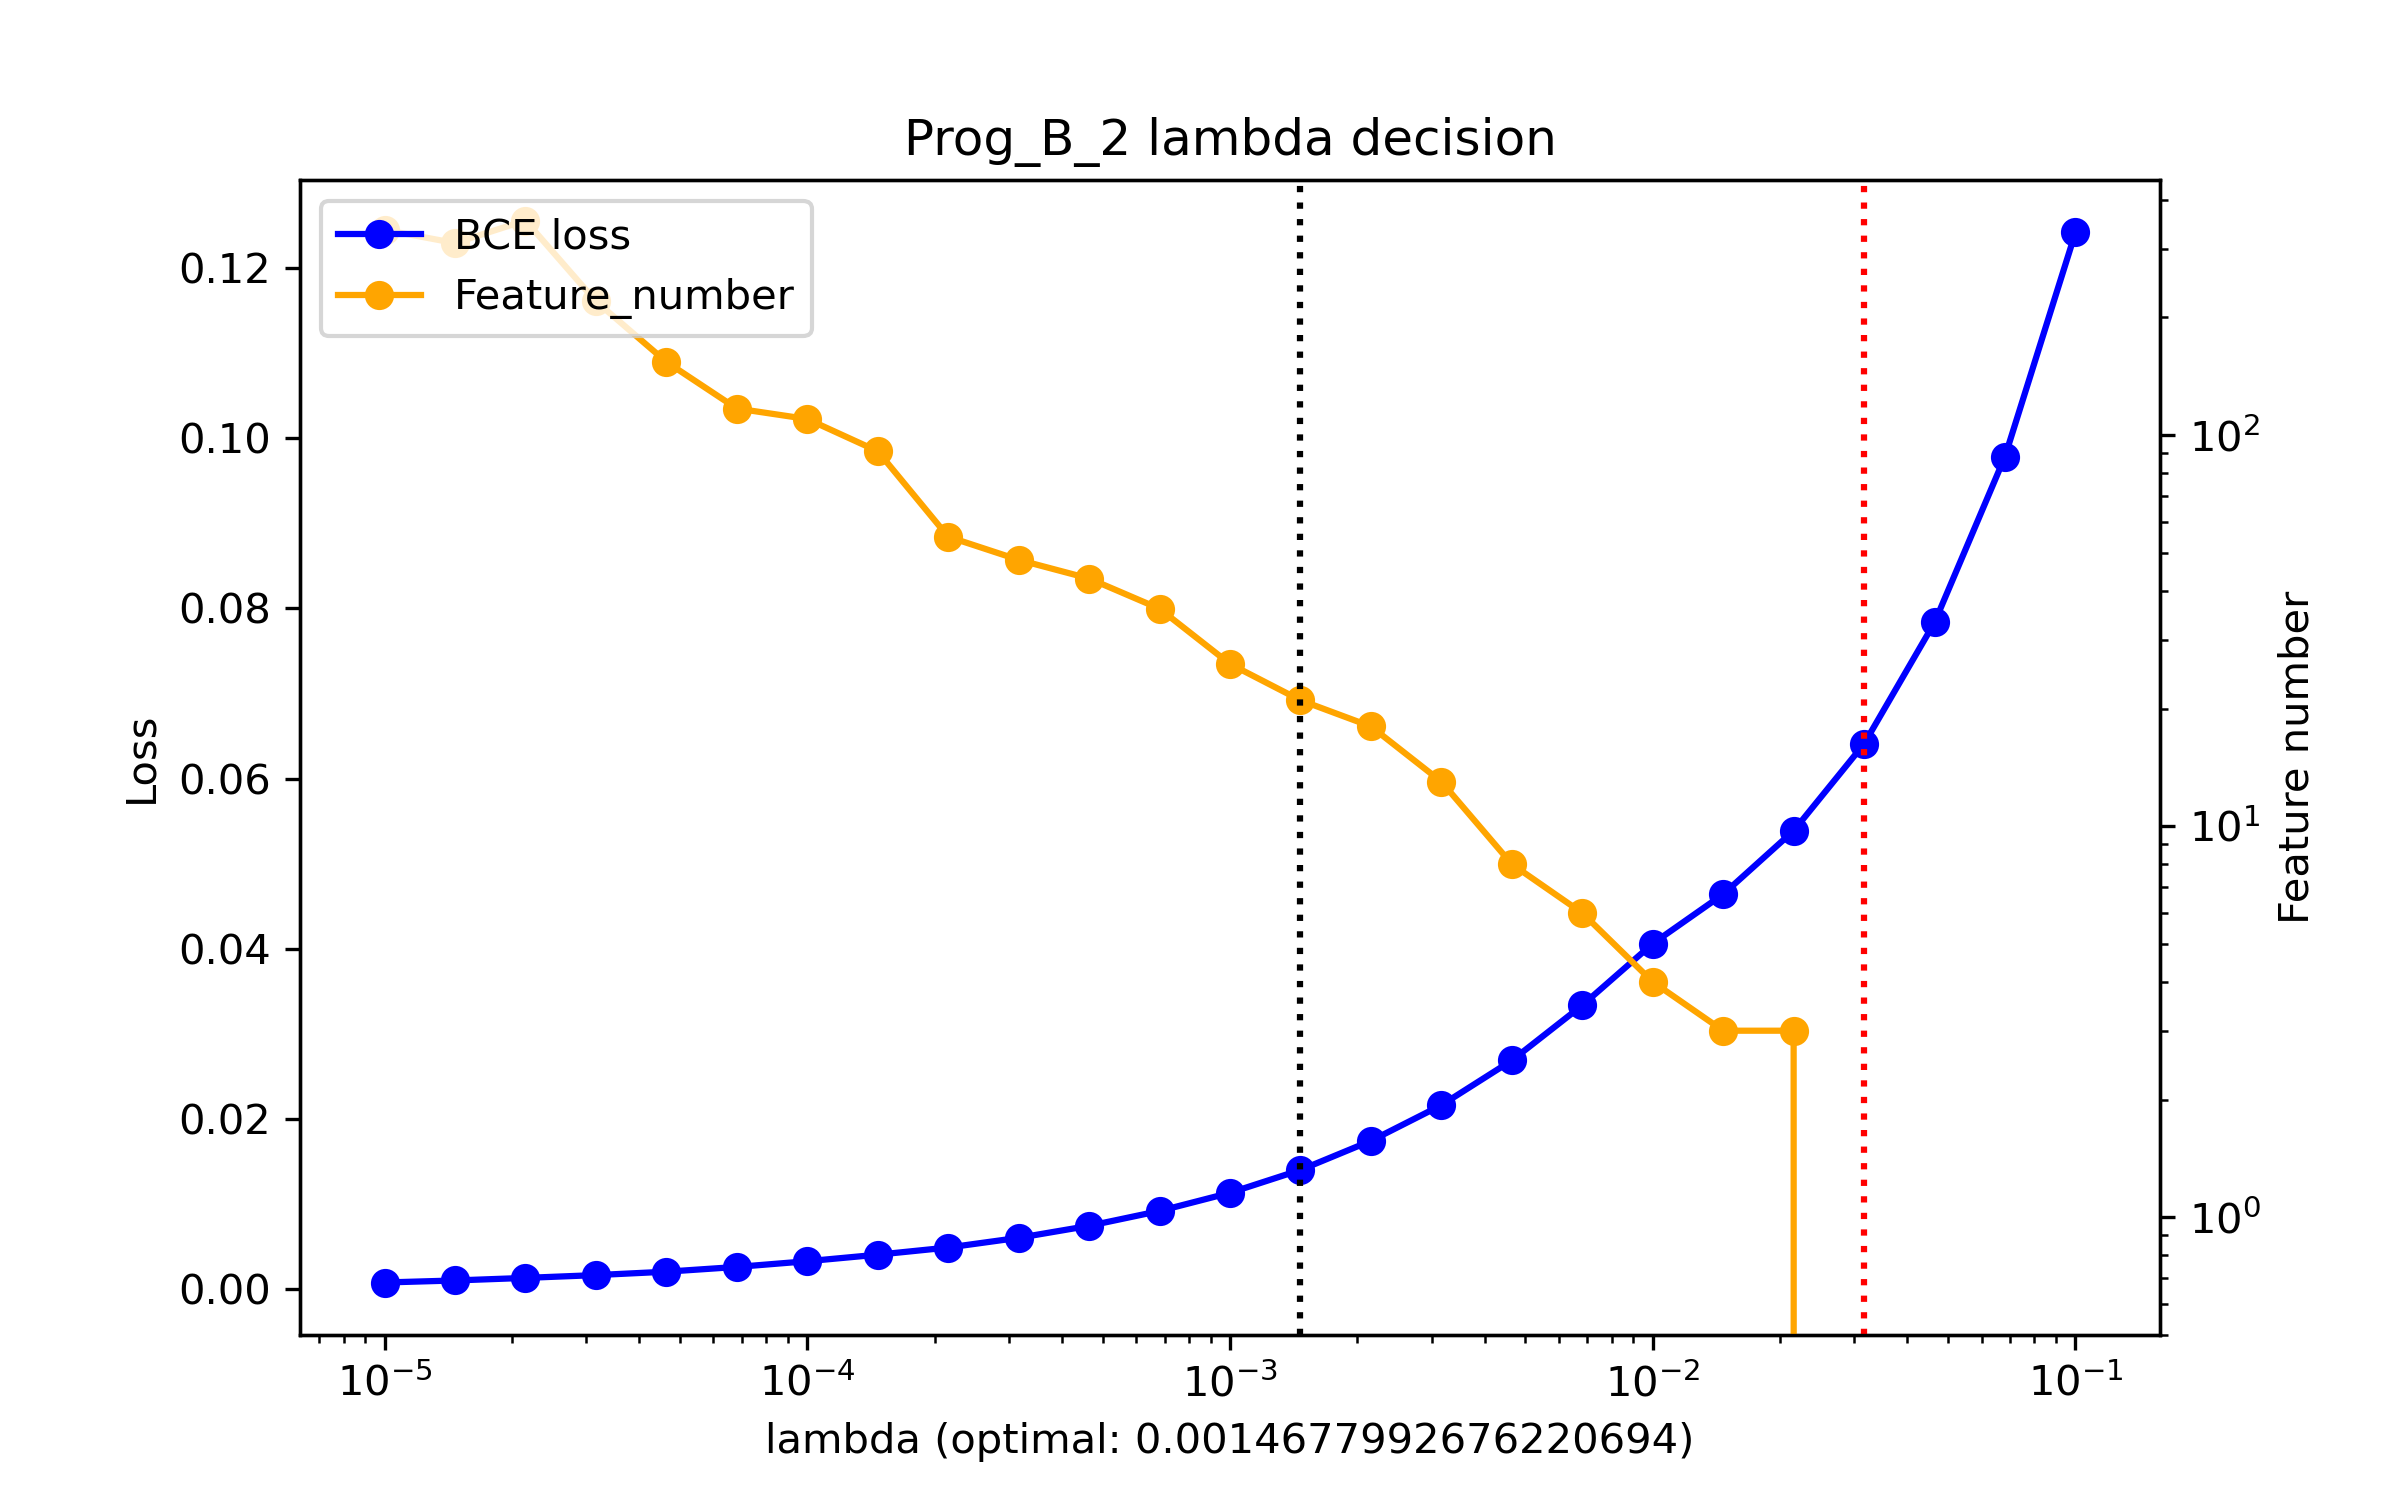 Prog_B_2 lambda decision
BCE loss
Feature_number
0.12
0.10
0.08
0.06
0.04
0.02
0.00
Loss
10²
10¹
10⁰
Feature number
10⁻⁵ 10⁻⁴ 10⁻³ 10⁻² 10⁻¹
lambda (optimal: 0.0014677992676220694)